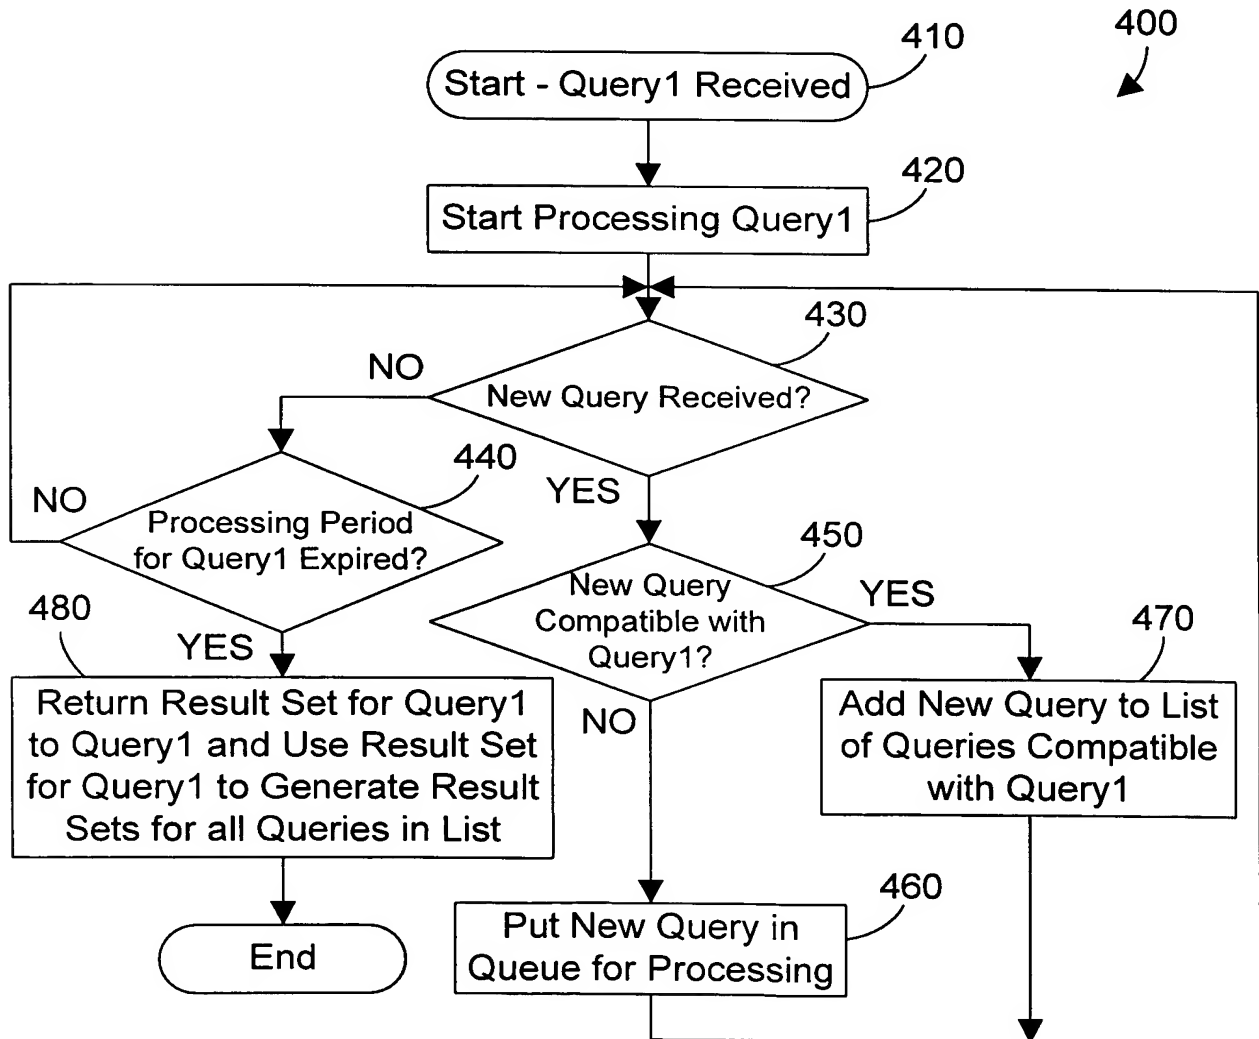 400
410
Start - Query1 Received
420
Start Processing Query1
430
NO
New Query Received?
440
YES
NO
Processing Period
for Query1 Expired?
450
New Query
Compatible with
Query1?
YES
480
YES
470
NO
Return Result Set for Query1
to Query1 and Use Result Set
for Query1 to Generate Result
Sets for all Queries in List
Add New Query to List
of Queries Compatible
with Query1
460
Put New Query in
Queue for Processing
End